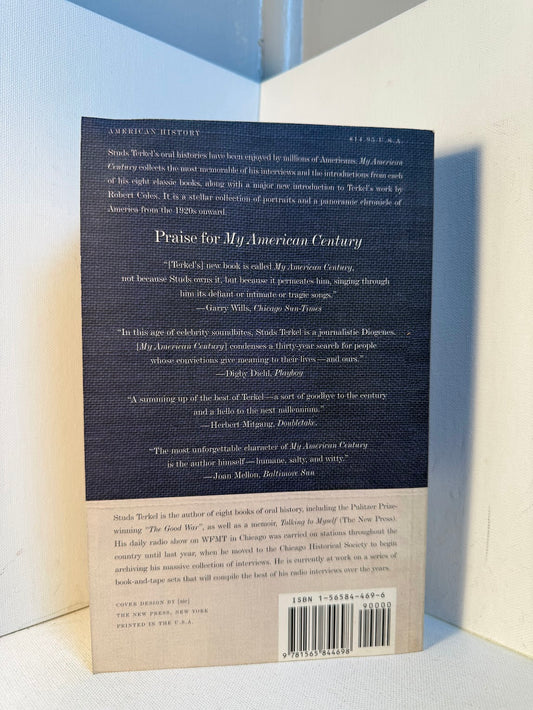 AMERICAN HISTORY
$14.95 U.S.A.
Studs Terkel's oral histories have been enjoyed by millions of Americans. My American
Century collects the most memorable of his interviews and the introductions from each
of his eight classic books, along with a major new introduction to Terkel's work by
Robert Coles. It is a stellar collection of portraits and a panoramic chronicle of
America from the 1920s onward.
Praise for My American Century
"[Terkel's] new book is called My American Century,
not because Studs owns it, but because it permeates him, singing through
him its defiant or intimate or tragic songs."
—Garry Wills, Chicago Sun-Times
"In this age of celebrity soundbites, Studs Terkel is a journalistic Diogenes.
[My American Century] condenses a thirty-year search for people
whose convictions give meaning to their lives—and ours."
—Digby Diehl, Playboy
"A summing up of the best of Terkel—a sort of goodbye to the century
and a hello to the next millennium."
—Herbert Mitgang, Doubletake
"The most unforgettable character of My American Century
is the author himself—humane, salty, and witty."
—Joan Mellon, Baltimore Sun
Studs Terkel is the author of eight books of oral history, including the Pulitzer Prize-
winning "The Good War", as well as a memoir, Talking to Myself (The New Press).
His daily radio show on WFMT in Chicago was carried on stations throughout the
country until last year, when he moved to the Chicago Historical Society to begin
archiving his massive collection of interviews. He is currently at work on a series of
book-and-tape sets that will compile the best of his radio interviews over the years.
COVER DESIGN BY [sic]
THE NEW PRESS, NEW YORK
PRINTED IN THE U.S.A.
ISBN 1-56584-469-6
90000
9 781565 844698